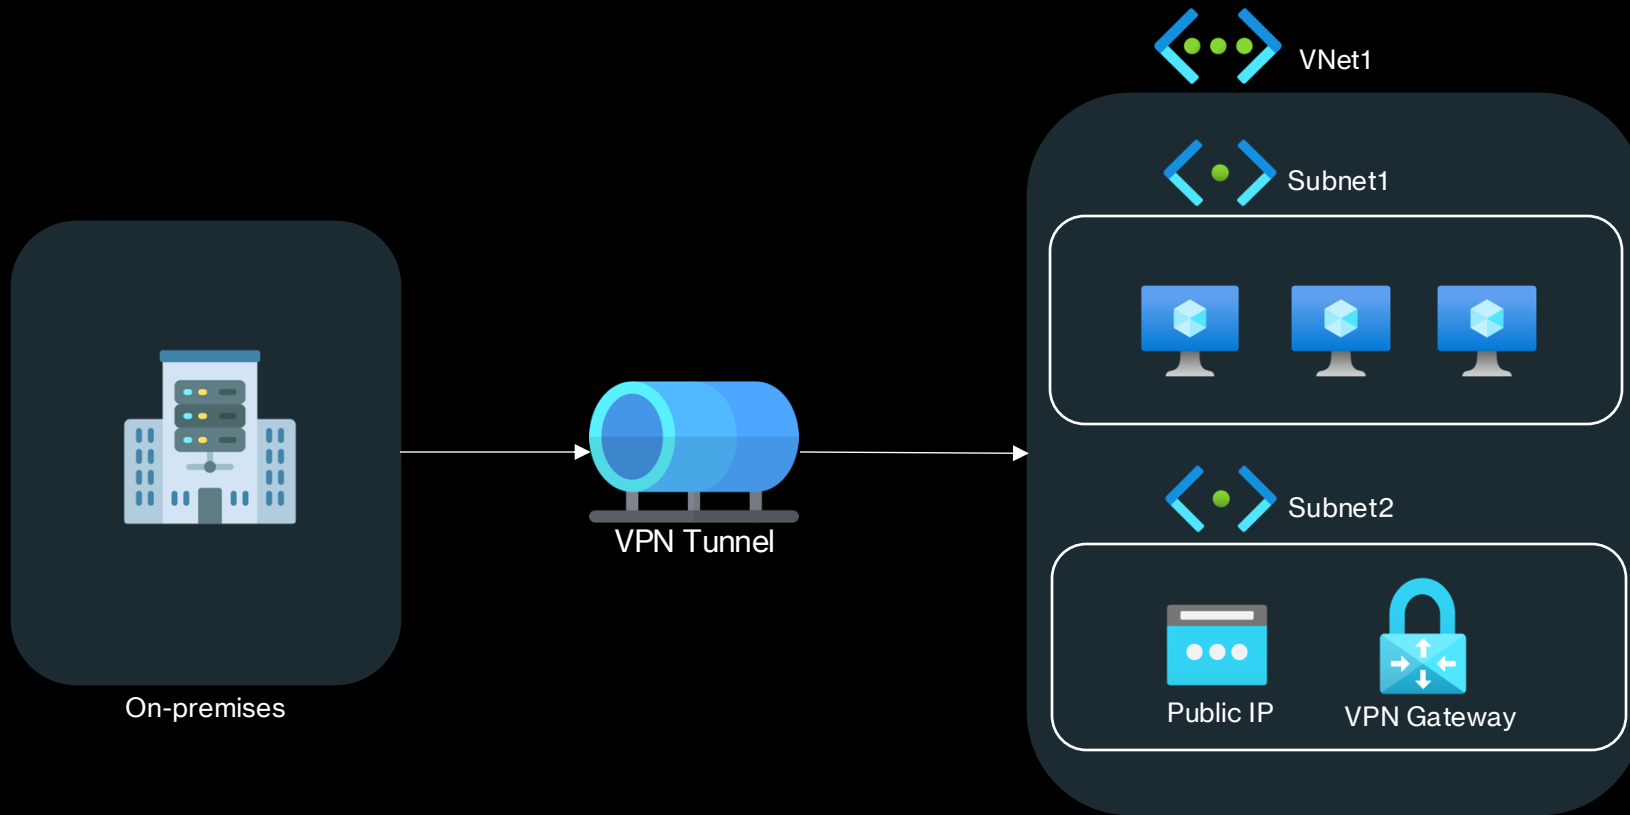 VNet1
Subnet1
VPN Tunnel
Subnet2
On-premises
Public IP
VPN Gateway